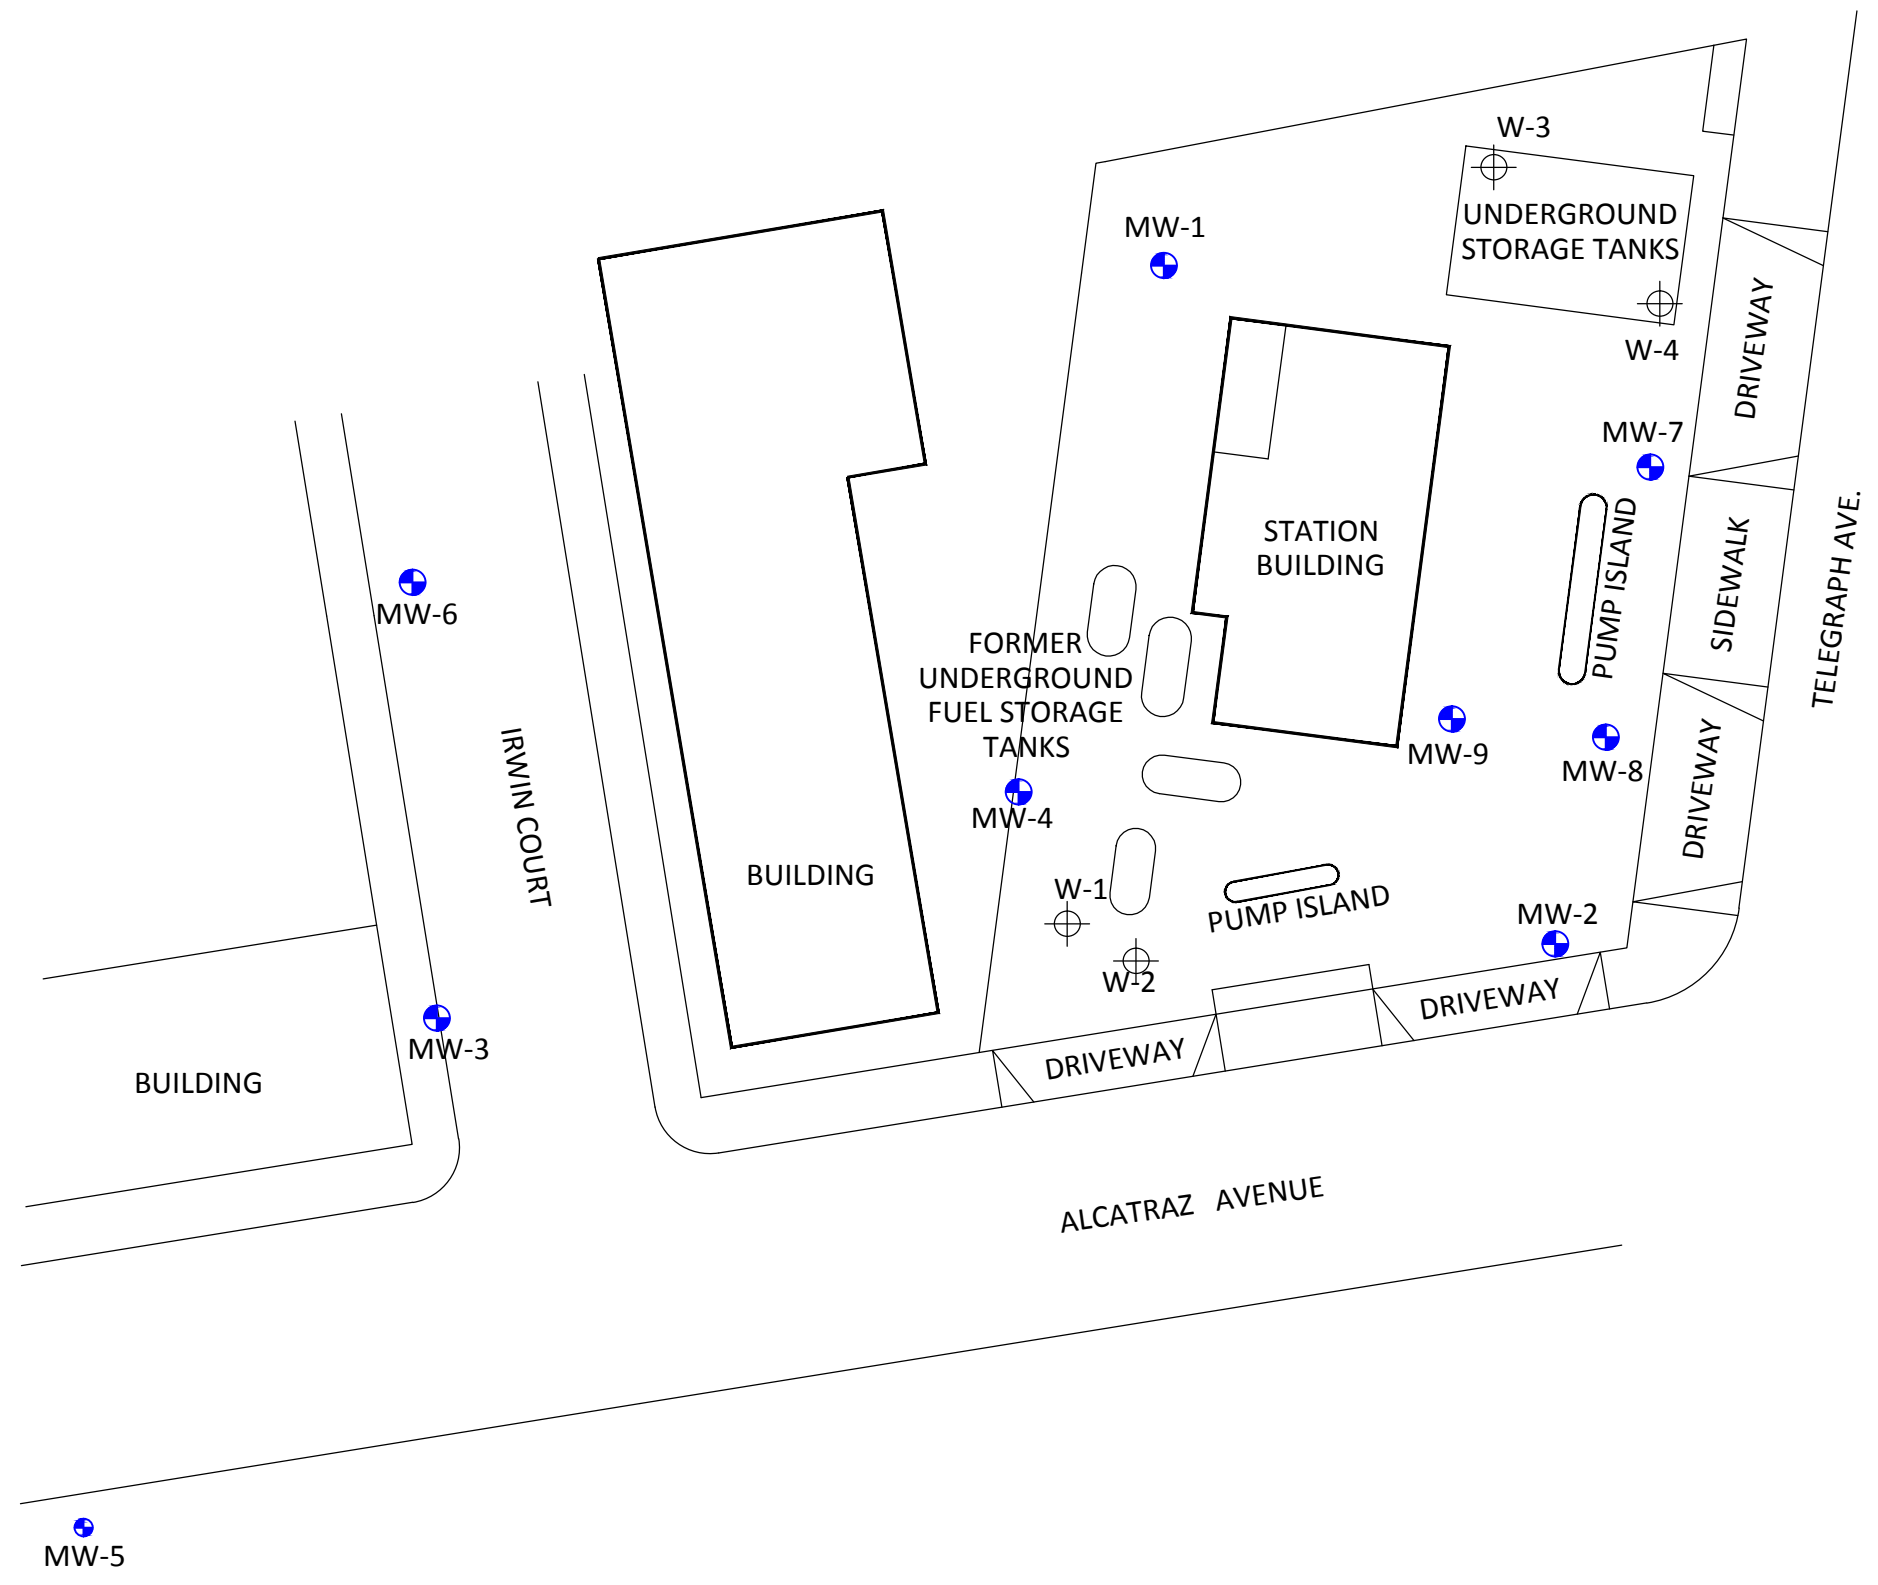 W-3
UNDERGROUND
STORAGE TANKS
MW-1
DRIVEWAY
W-4
MW-7
STATION
BUILDING
PUMP ISLAND
SIDEWALK
TELEGRAPH AVE.
MW-6
FORMER
UNDERGROUND
FUEL STORAGE
TANKS
MW-9
MW-8
DRIVEWAY
IRWIN COURT
MW-4
BUILDING
W-1
PUMP ISLAND
MW-2
W-2
DRIVEWAY
MW-3
DRIVEWAY
BUILDING
ALCATRAZ AVENUE
MW-5